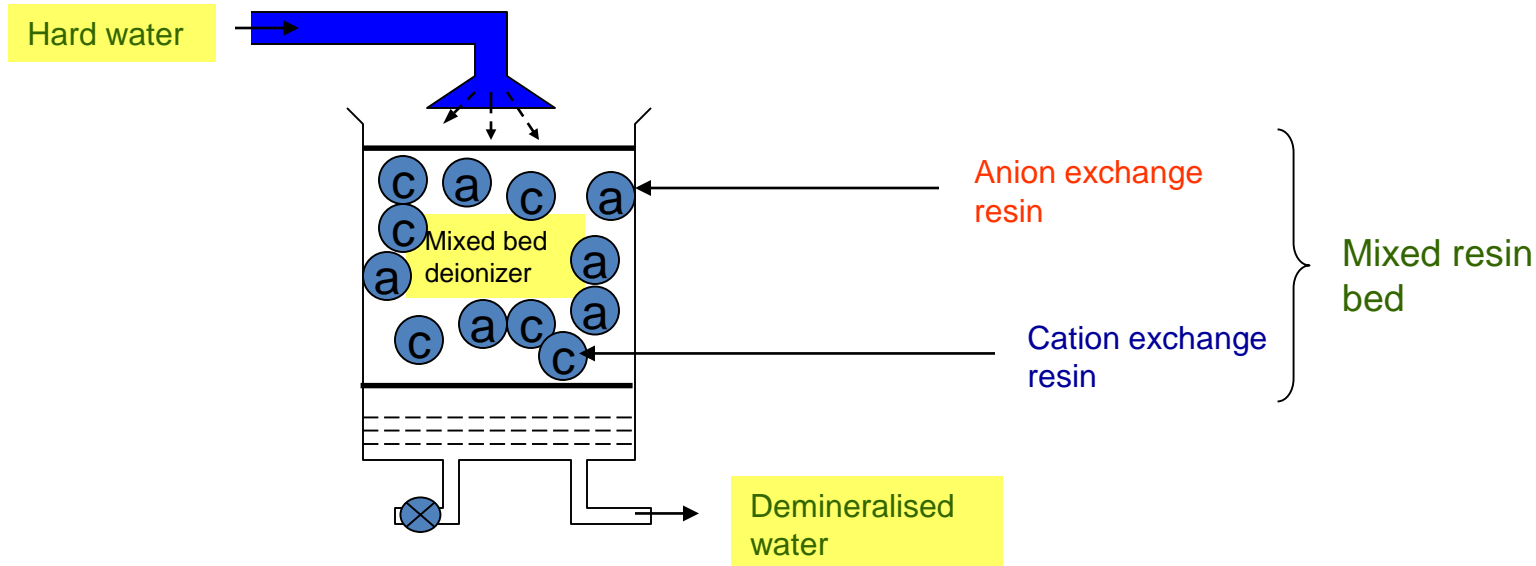 Hard water
c
a
c
a
c
Mixed bed
deionizer
a
a
c
a
c
a
c
Anion exchange
resin
Cation exchange
resin
Mixed resin
bed
Demineralised
water